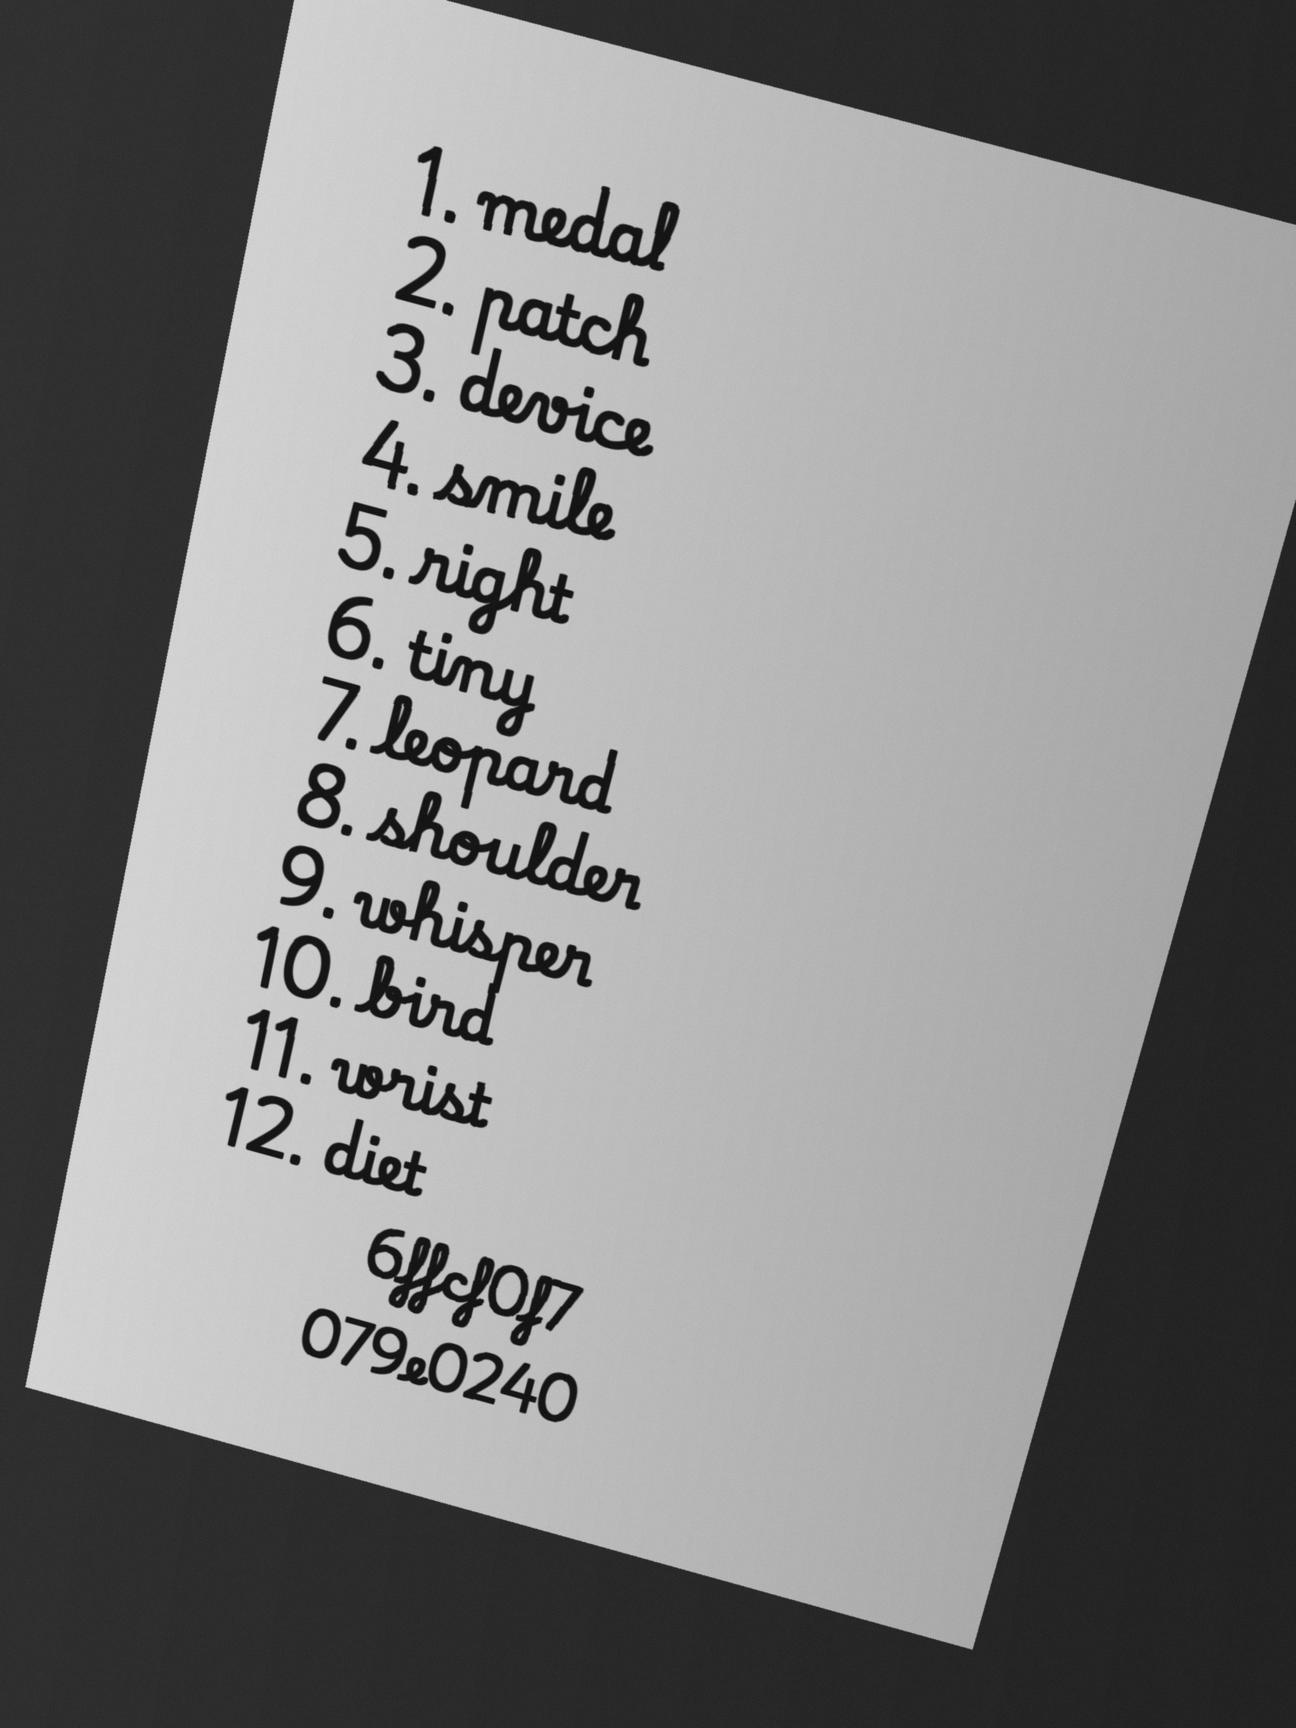 1. medal
2. patch
3. device
4. smile
5. right
6. tiny
7. leopard
8. shoulder
9. whisper
10. bird
11. wrist
12. diet
6ffcf0f7
079e0240